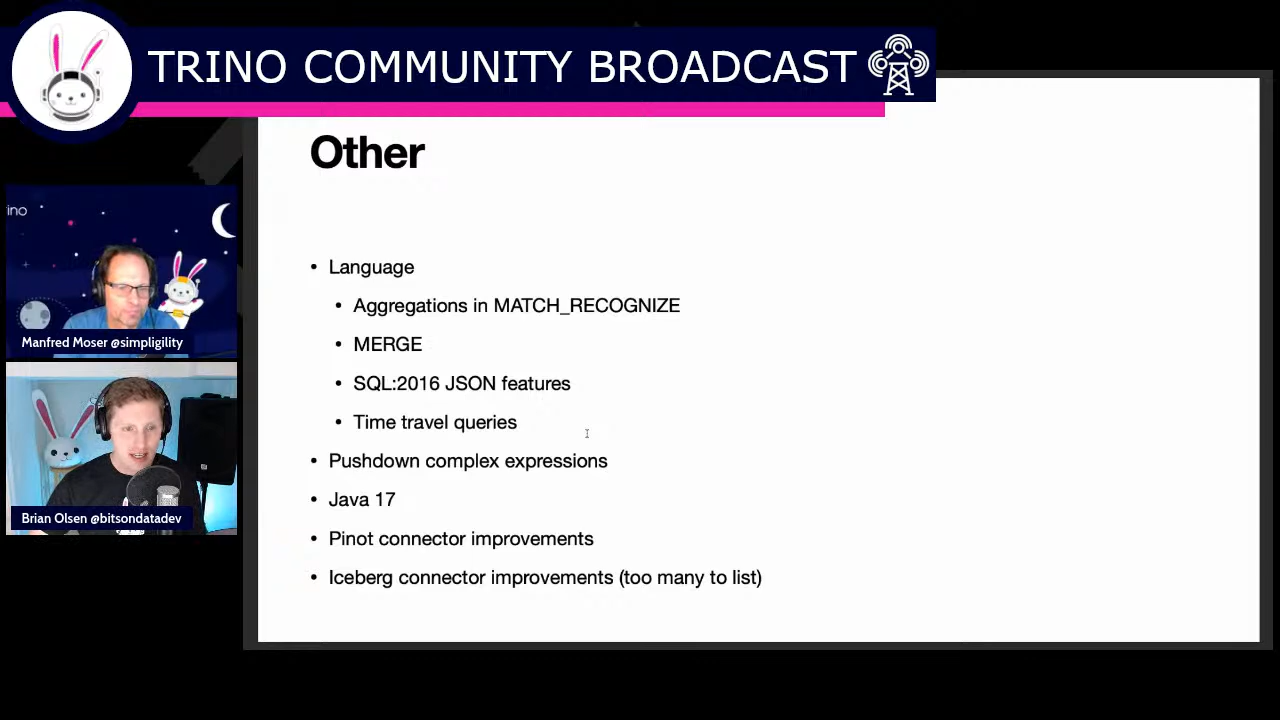 TRINO COMMUNITY BROADCAST
Other
rino
• Language
• Aggregations in MATCH_RECOGNIZE
Manfred Moser @simpligility
• MERGE
• SQL:2016 JSON features
• Time travel queries
• Pushdown complex expressions
• Java 17
Brian Olsen @bitsondatadev
• Pinot connector improvements
• Iceberg connector improvements (too many to list)